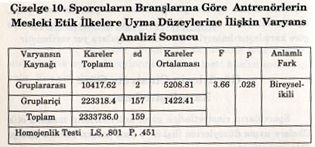 Çizelge 10. Sporcuların Branşlarına Göre Antrenörlerin
Mesleki Etik İlkelere Uyma Düzeylerine İlişkin Varyans
Analizi Sonucu
Varyansın Kaynağı Kareler Toplamı sd Kareler Ortalaması F p Anlamlı Fark
Gruplararası 10417.62 2 5208.81 3.66 .028 Bireysel-ikili
Gruplariçi 223318.4 157 1422.41
Toplam 2333736.0 159
Homojenlik Testi LS, .801 P, .451